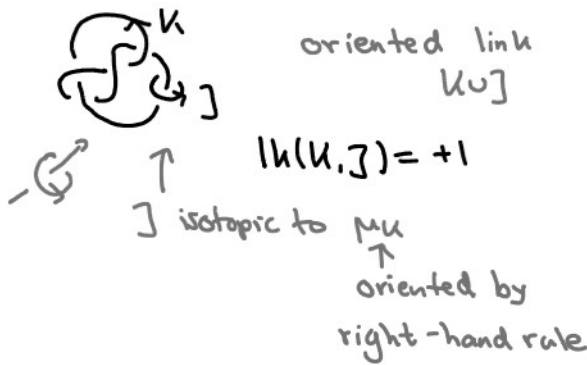 K
oriented link
K∪J
J
lk(K,J) = +1
J isotopic to μK
oriented by
right-hand rule